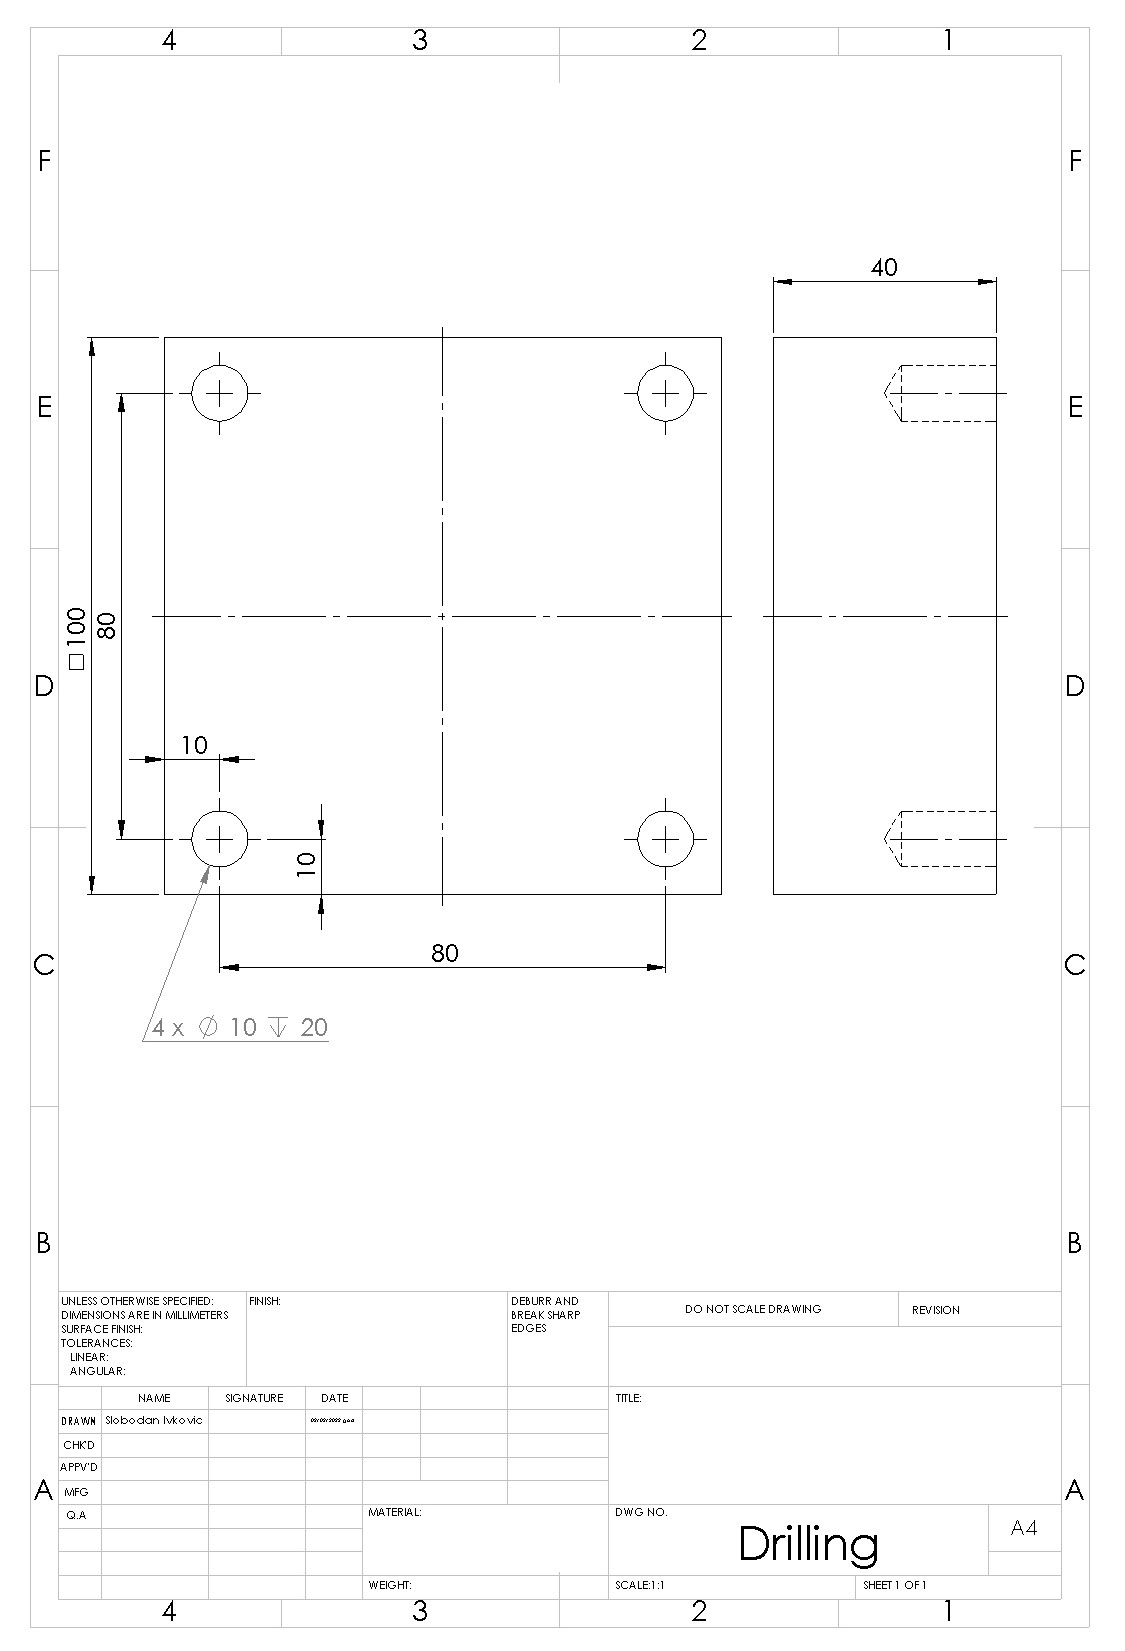 4 3 2 1
F F
40
E E
□100
80
D D
10
10
80
C C
4 x ∅ 10 ↧ 20
B B
UNLESS OTHERWISE SPECIFIED:
DIMENSIONS ARE IN MILLIMETERS
SURFACE FINISH:
TOLERANCES:
LINEAR:
ANGULAR:
FINISH:
DEBURR AND
BREAK SHARP
EDGES
DO NOT SCALE DRAWING
REVISION
NAME SIGNATURE DATE
TITLE:
DRAWN Slobodan Ivkovic
CHK'D
APPV'D
MFG
A A
Q.A
MATERIAL:
DWG NO.
Drilling
A4
WEIGHT:
SCALE:1:1
SHEET 1 OF 1
4 3 2 1